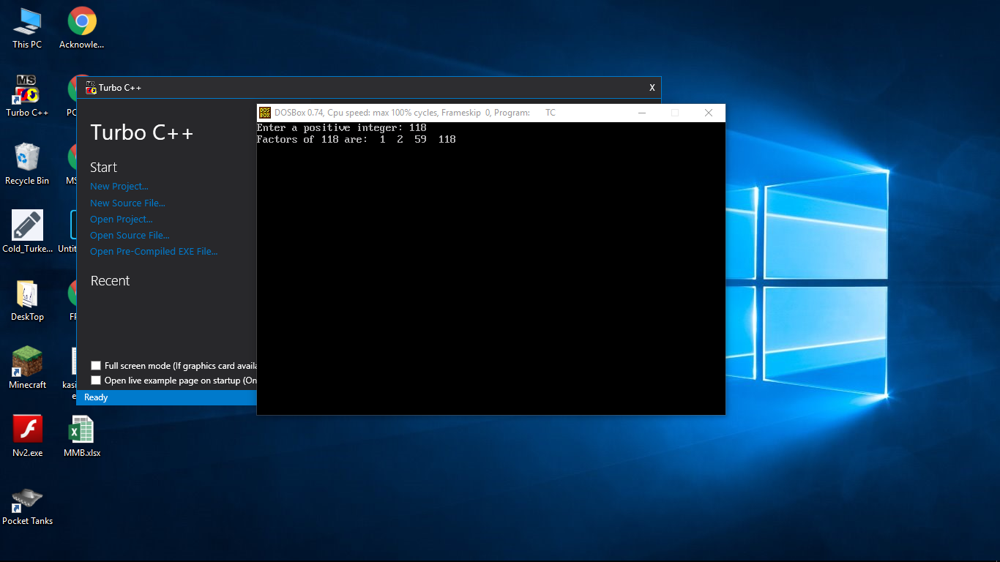 This PC
Acknowle...
Turbo C++
Recycle Bin
Cold_Turke...
Untit
DeskTop
Minecraft
kasi
e
Nv2.exe
MMB.xlsx
Pocket Tanks
PC
MS
FF
MS
Turbo C++
X
Turbo C++
Start
New Project...
New Source File...
Open Project...
Open Source File...
Open Pre-Compiled EXE File...
Recent
Full screen mode (If graphics card availa
Open live example page on startup (On
Ready
DOS
BOX
DOSBox 0.74, Cpu speed: max 100% cycles, Frameskip 0, Program: TC
Enter a positive integer: 118
Factors of 118 are: 1 2 59 118